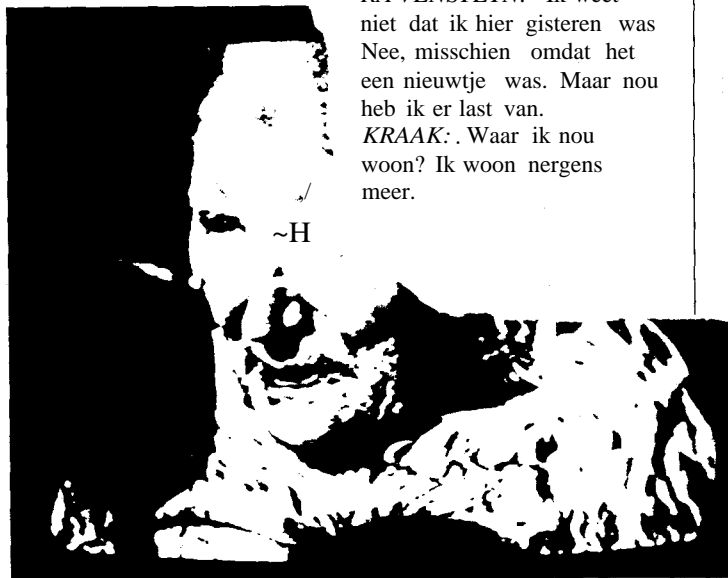 niet dat ik hier gisteren was
Nee, misschien omdat het
een nieuwtje was. Maar nou
heb ik er last van.
KRAAK: . Waar ik nou
woon? Ik woon nergens
meer.
~H